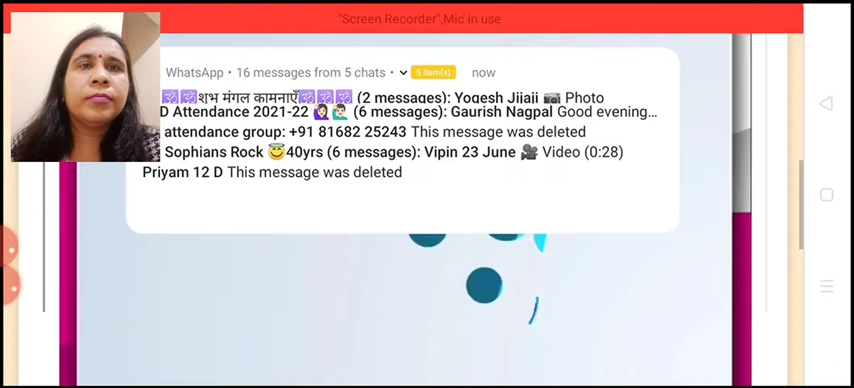 "Screen Recorder",Mic in use
WhatsApp • 16 messages from 5 chats • 5 item(s) now
🕉🕉शुभ मंगल कामनाएँ🕉🕉🕉 (2 messages): Yogesh Jijaji 📷 Photo
D Attendance 2021-22 🙋🏻‍♀️🙋🏻‍♂️ (6 messages): Gaurish Nagpal Good evening…
attendance group: +91 81682 25243 This message was deleted
Sophians Rock 😇40yrs (6 messages): Vipin 23 June 🎥 Video (0:28)
Priyam 12 D This message was deleted